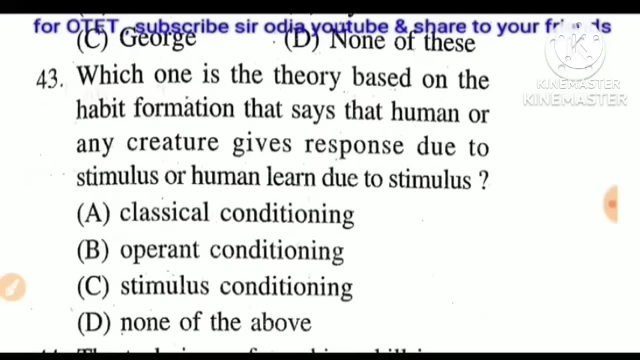 for OTET , subscribe sir odia youtube & share to your friends
(C) George (D) None of these
43. Which one is the theory based on the
habit formation that says that human or
any creature gives response due to
stimulus or human learn due to stimulus ?
(A) classical conditioning
(B) operant conditioning
(C) stimulus conditioning
(D) none of the above
KINEMASTER
KINEMASTER